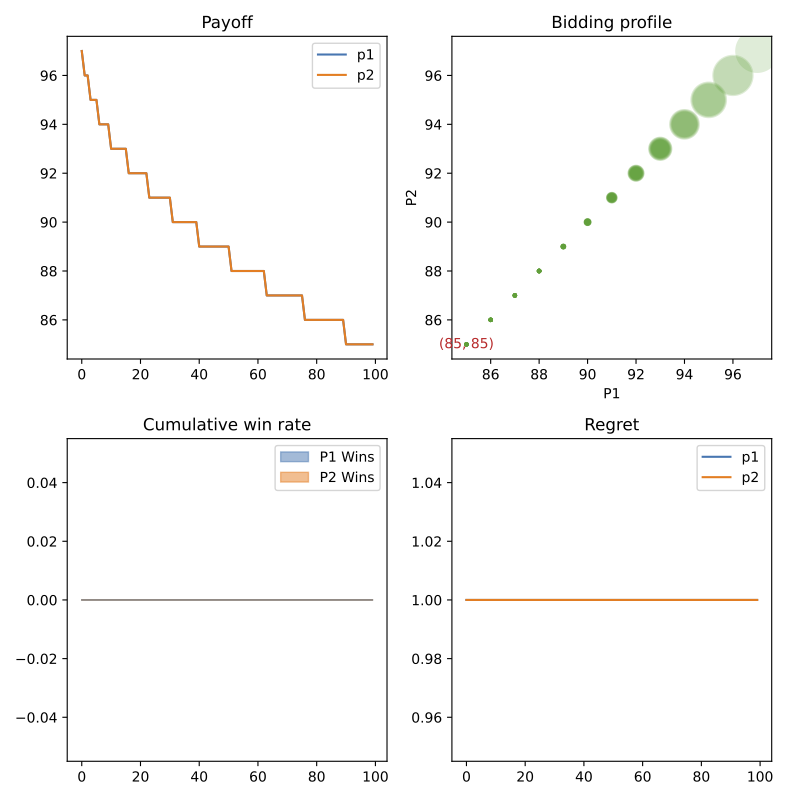 Payoff
p1
p2
96
94
92
90
88
86
0 20 40 60 80 100
Bidding profile
P2
96
94
92
90
88
86
(85, 85)
86 88 90 92 94 96
P1
Cumulative win rate
P1 Wins
P2 Wins
0.04
0.02
0.00
−0.02
−0.04
0 20 40 60 80 100
Regret
p1
p2
1.04
1.02
1.00
0.98
0.96
0 20 40 60 80 100